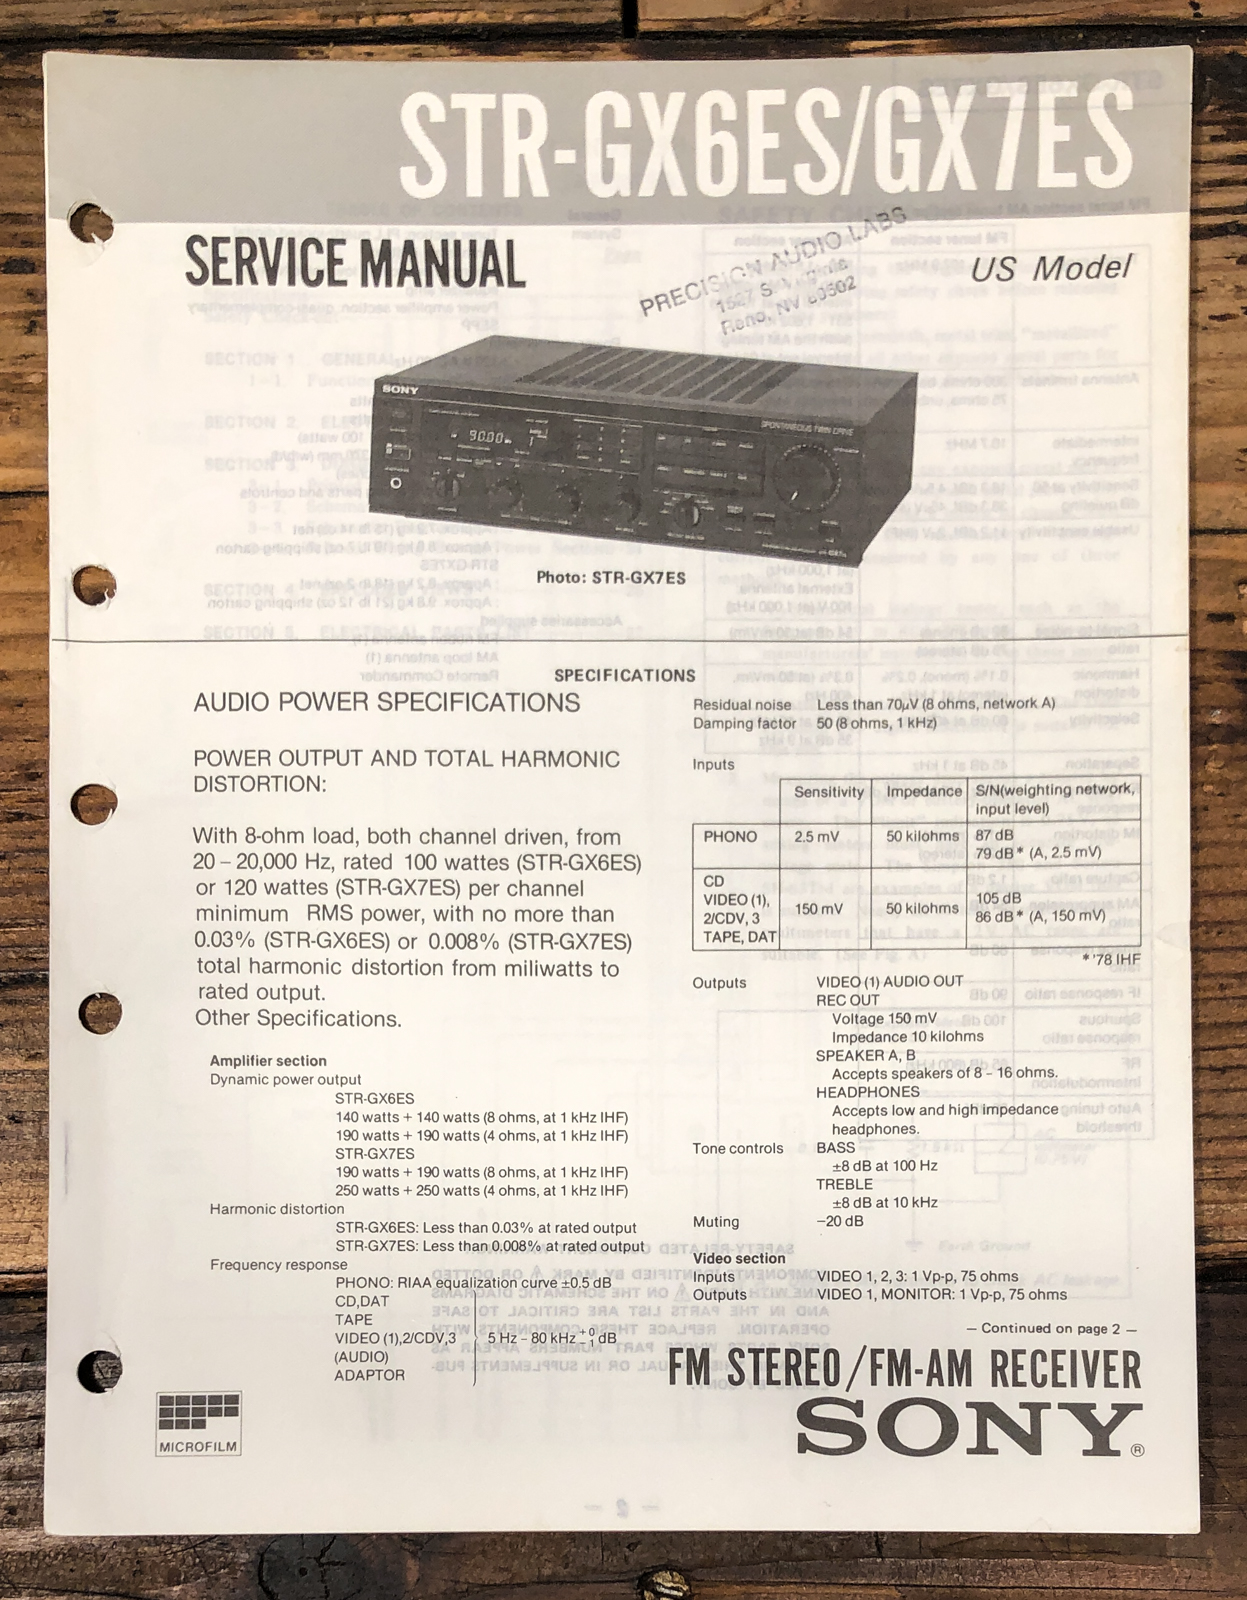 STR-GX6ES/GX7ES
SERVICE MANUAL
US Model
PRECISION AUDIO LABS
Reno, NV
SONY
90.00
SPONTANEOUS TWIN DRIVE
Photo: STR-GX7ES
SPECIFICATIONS
AUDIO POWER SPECIFICATIONS
POWER OUTPUT AND TOTAL HARMONIC
DISTORTION:
With 8-ohm load, both channel driven, from
20 – 20,000 Hz, rated 100 wattes (STR-GX6ES)
or 120 wattes (STR-GX7ES) per channel
minimum RMS power, with no more than
0.03% (STR-GX6ES) or 0.008% (STR-GX7ES)
total harmonic distortion from miliwatts to
rated output.
Other Specifications.
Amplifier section
Dynamic power output
STR-GX6ES
140 watts + 140 watts (8 ohms, at 1 kHz IHF)
190 watts + 190 watts (4 ohms, at 1 kHz IHF)
STR-GX7ES
190 watts + 190 watts (8 ohms, at 1 kHz IHF)
250 watts + 250 watts (4 ohms, at 1 kHz IHF)
Harmonic distortion
STR-GX6ES: Less than 0.03% at rated output
STR-GX7ES: Less than 0.008% at rated output
Frequency response
PHONO: RIAA equalization curve ±0.5 dB
CD,DAT
TAPE
VIDEO (1),2/CDV,3 5 Hz – 80 kHz +0 −1 dB
(AUDIO)
ADAPTOR
MICROFILM
Residual noise Less than 70μV (8 ohms, network A)
Damping factor 50 (8 ohms, 1 kHz)
Inputs
Sensitivity Impedance S/N(weighting network,
input level)
PHONO 2.5 mV 50 kilohms 87 dB
79 dB* (A, 2.5 mV)
CD
VIDEO (1), 105 dB
2/CDV, 3 150 mV 50 kilohms 86 dB* (A, 150 mV)
TAPE, DAT
*'78 IHF
Outputs VIDEO (1) AUDIO OUT
REC OUT
Voltage 150 mV
Impedance 10 kilohms
SPEAKER A, B
Accepts speakers of 8 – 16 ohms.
HEADPHONES
Accepts low and high impedance
headphones.
Tone controls BASS
±8 dB at 100 Hz
TREBLE
±8 dB at 10 kHz
Muting −20 dB
Video section
Inputs VIDEO 1, 2, 3: 1 Vp-p, 75 ohms
Outputs VIDEO 1, MONITOR: 1 Vp-p, 75 ohms
— Continued on page 2 —
FM STEREO/FM-AM RECEIVER
SONY®